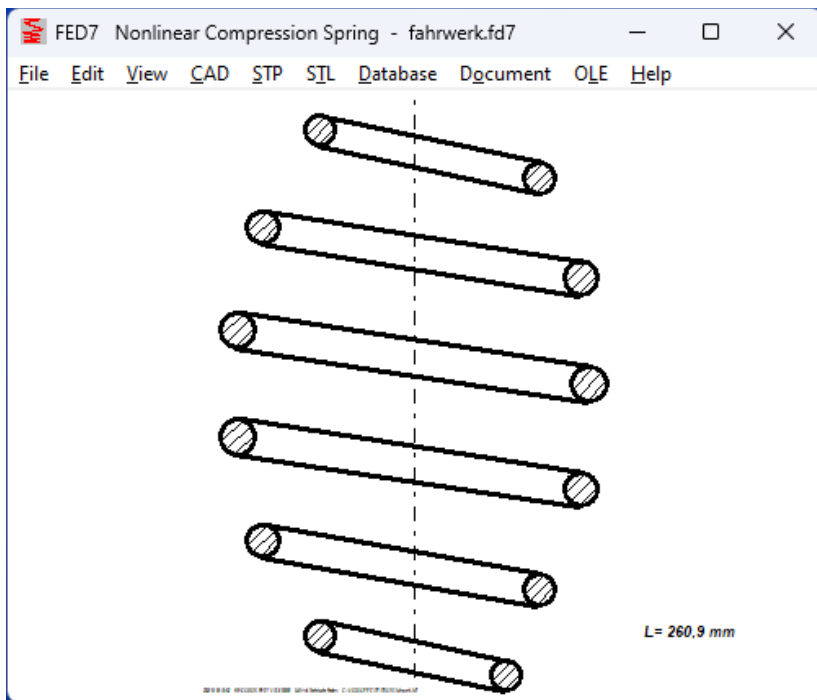 FED7 Nonlinear Compression Spring - fahrwerk.fd7
File Edit View CAD STP STL Database Document OLE Help
L= 260,9 mm